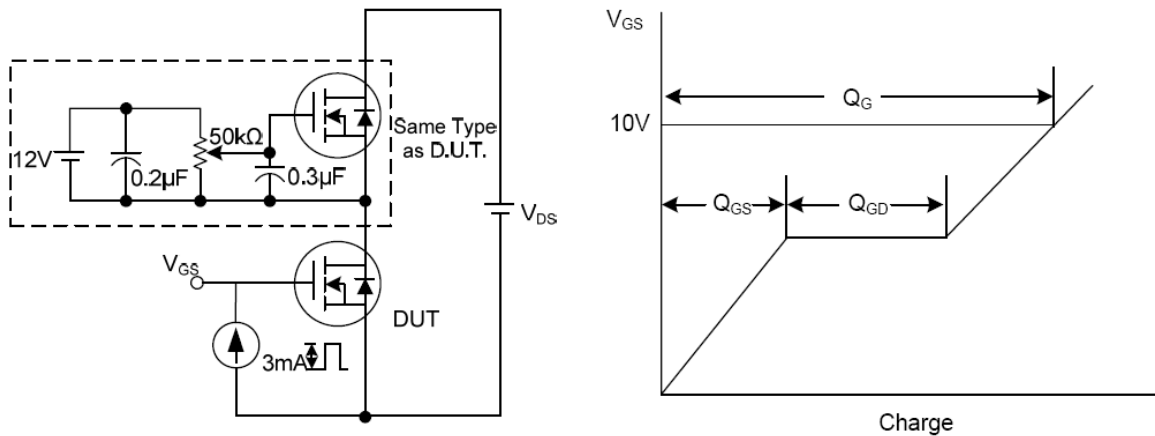 12V
0.2μF
50kΩ
0.3μF
Same Type
as D.U.T.
V_DS
V_GS
DUT
3mA
V_GS
10V
Q_G
Q_GS
Q_GD
Charge